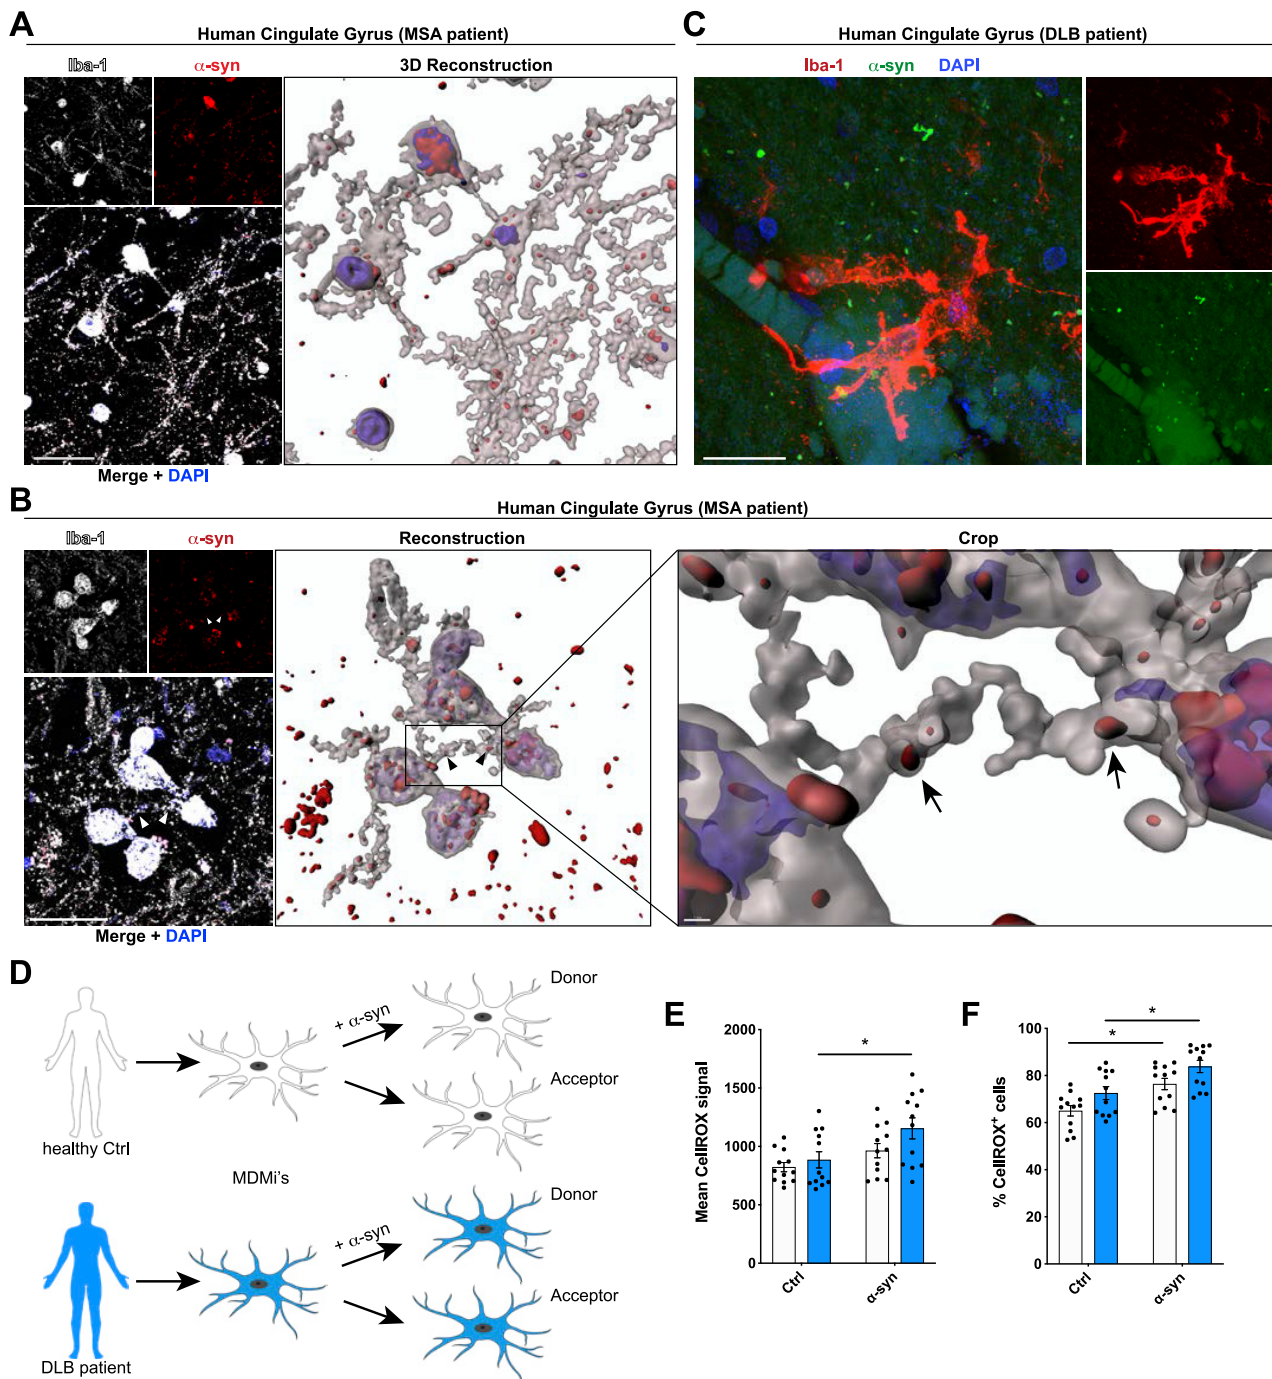 A
Human Cingulate Gyrus (MSA patient)
Iba-1
α-syn
3D Reconstruction
Merge + DAPI
C
Human Cingulate Gyrus (DLB patient)
Iba-1 α-syn DAPI
B
Human Cingulate Gyrus (MSA patient)
Iba-1
α-syn
Reconstruction
Crop
Merge + DAPI
D
healthy Ctrl
+ α-syn
Donor
Acceptor
MDMi's
DLB patient
+ α-syn
Donor
Acceptor
E
Mean CellROX signal
2000
1500
1000
500
0
*
Ctrl
α-syn
F
% CellROX⁺ cells
100
80
60
40
20
0
*
*
Ctrl
α-syn